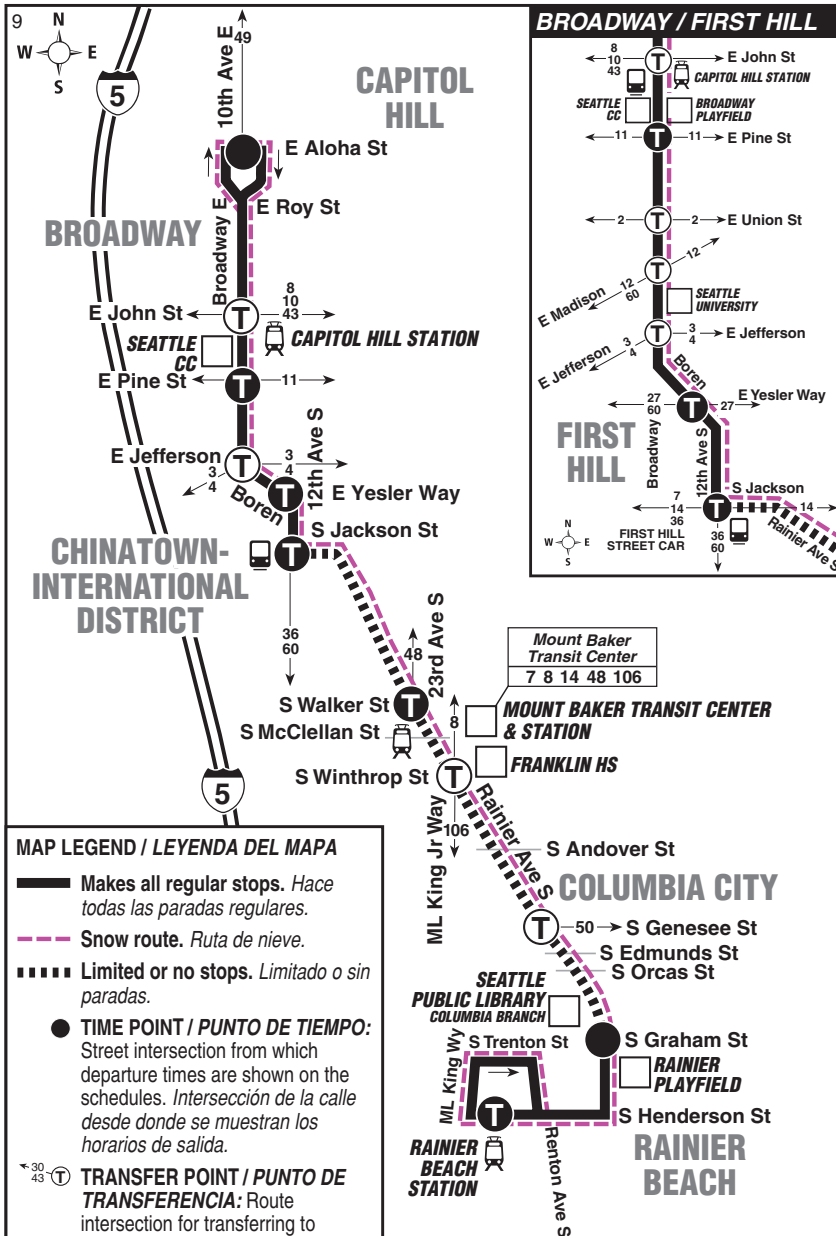 9
N
W E
S
5
10th Ave E
49
CAPITOL
HILL
E Aloha St
E Roy St
BROADWAY
Broadway E
8
10
43
E John St
SEATTLE
CC
CAPITOL HILL STATION
E Pine St
11
E Jefferson
3
4
3
4
Boren
12th Ave S
E Yesler Way
S Jackson St
CHINATOWN-
INTERNATIONAL
DISTRICT
36
60
48
23rd Ave S
Mount Baker
Transit Center
7 8 14 48 106
S Walker St
8
MOUNT BAKER TRANSIT CENTER
& STATION
S McClellan St
FRANKLIN HS
S Winthrop St
5
106
ML King Jr Way
Rainier Ave S
S Andover St
COLUMBIA CITY
50
S Genesee St
S Edmunds St
S Orcas St
SEATTLE
PUBLIC LIBRARY
COLUMBIA BRANCH
S Trenton St
S Graham St
ML King Wy
RAINIER
PLAYFIELD
S Henderson St
RAINIER
BEACH
STATION
Renton Ave S
RAINIER
BEACH
T
T
T
T
T
T
T
T
T
BROADWAY / FIRST HILL
8
10
43
T
E John St
CAPITOL HILL STATION
SEATTLE
CC
BROADWAY
PLAYFIELD
11
T
11
E Pine St
2
T
2
E Union St
T
12
E Madison
12
60
SEATTLE
UNIVERSITY
E Jefferson
3
4
T
3
4
E Jefferson
Boren
27
60
T
27
E Yesler Way
FIRST
HILL
Broadway
12th Ave S
S Jackson
7
14
36
T
14
FIRST HILL
STREET CAR
36
60
Rainier Ave S
N
W E
S
MAP LEGEND / LEYENDA DEL MAPA
Makes all regular stops. Hace
todas las paradas regulares.
Snow route. Ruta de nieve.
Limited or no stops. Limitado o sin
paradas.
TIME POINT / PUNTO DE TIEMPO:
Street intersection from which
departure times are shown on the
schedules. Intersección de la calle
desde donde se muestran los
horarios de salida.
30
43 T TRANSFER POINT / PUNTO DE
TRANSFERENCIA: Route
intersection for transferring to